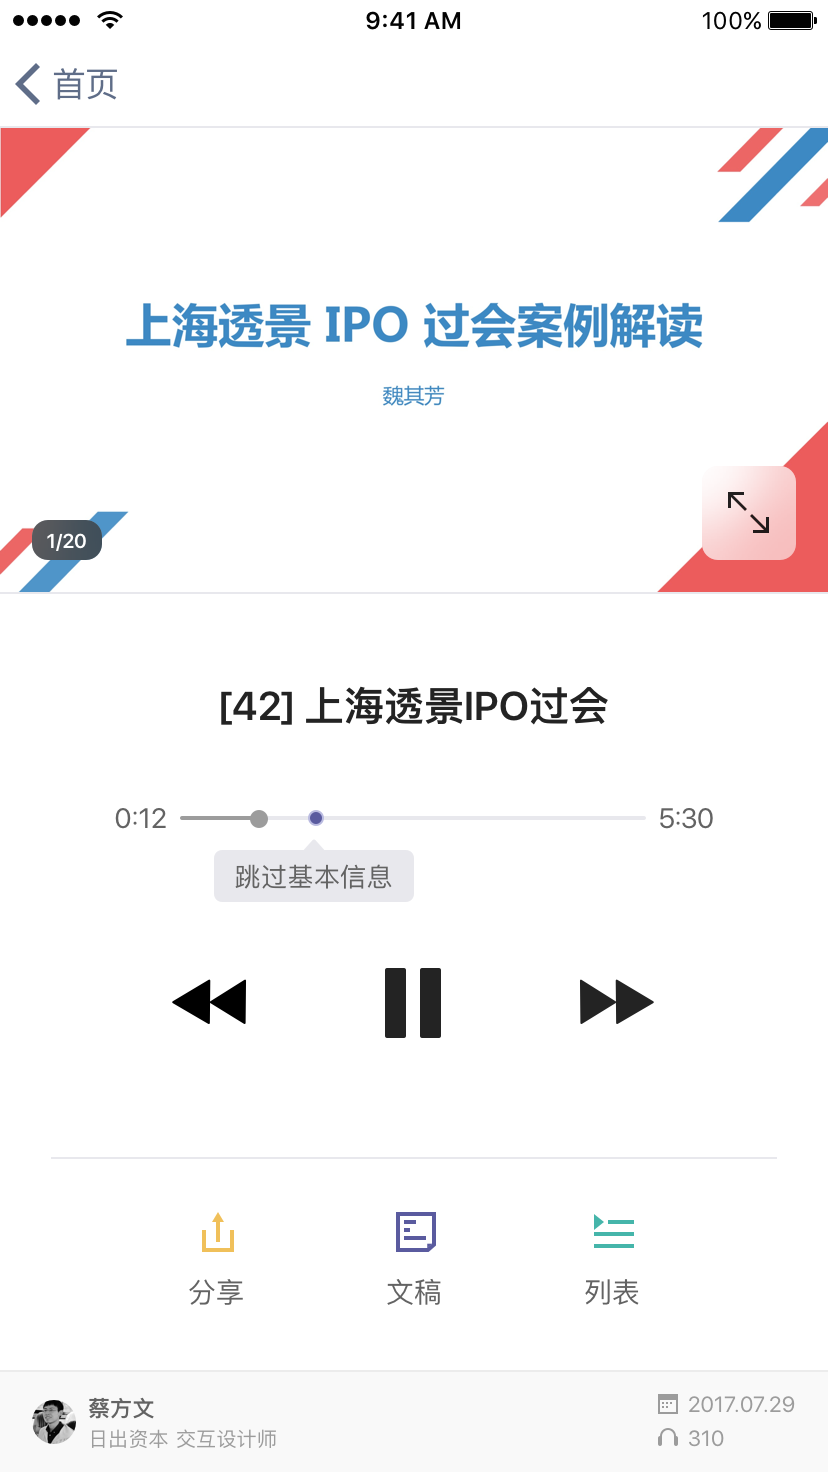 9:41 AM
100%
首页
上海透景 IPO 过会案例解读
魏其芳
1/20
[42] 上海透景IPO过会
0:12
5:30
跳过基本信息
分享
文稿
列表
蔡方文
日出资本 交互设计师
2017.07.29
310